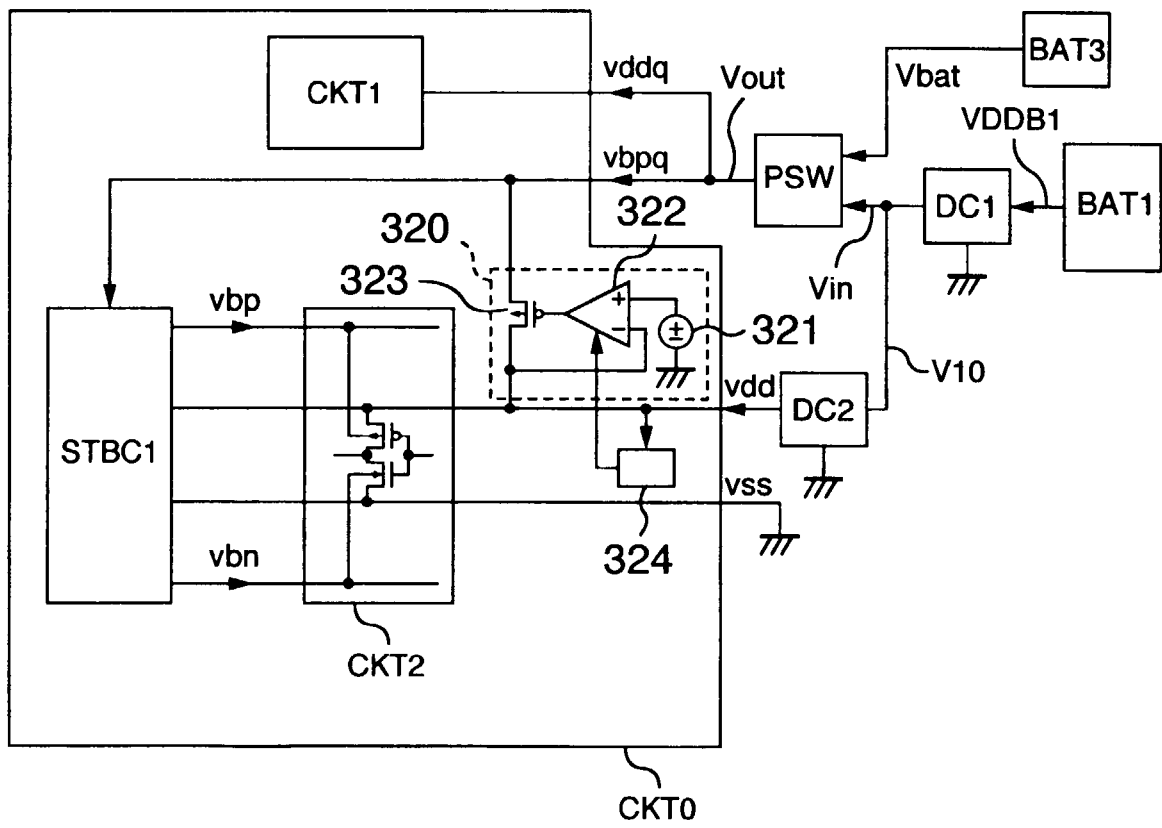 BAT3
vddq
Vout
Vbat
CKT1
VDDB1
vbpq
PSW
DC1
BAT1
322
320
323
Vin
vbp
321
V10
vdd
DC2
STBC1
vss
324
vbn
CKT2
CKT0